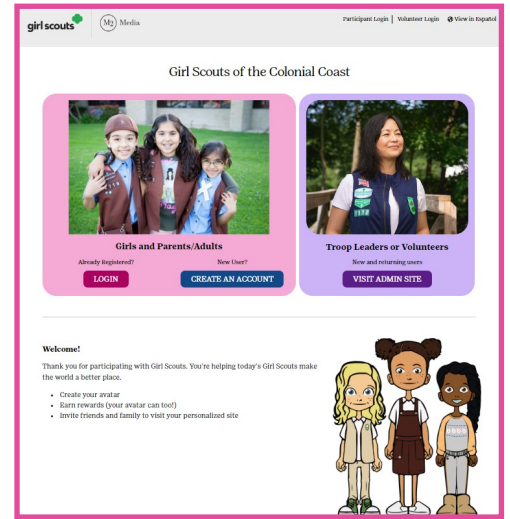 girl scouts
M2 Media
Participant Login | Volunteer Login View in Español
Girl Scouts of the Colonial Coast
Girls and Parents/Adults
Already Registered?
New User?
LOGIN
CREATE AN ACCOUNT
Troop Leaders or Volunteers
New and returning users
VISIT ADMIN SITE
Welcome!
Thank you for participating with Girl Scouts. You're helping today's Girl Scouts make
the world a better place.
• Create your avatar
• Earn rewards (your avatar can too!)
• Invite friends and family to visit your personalized site